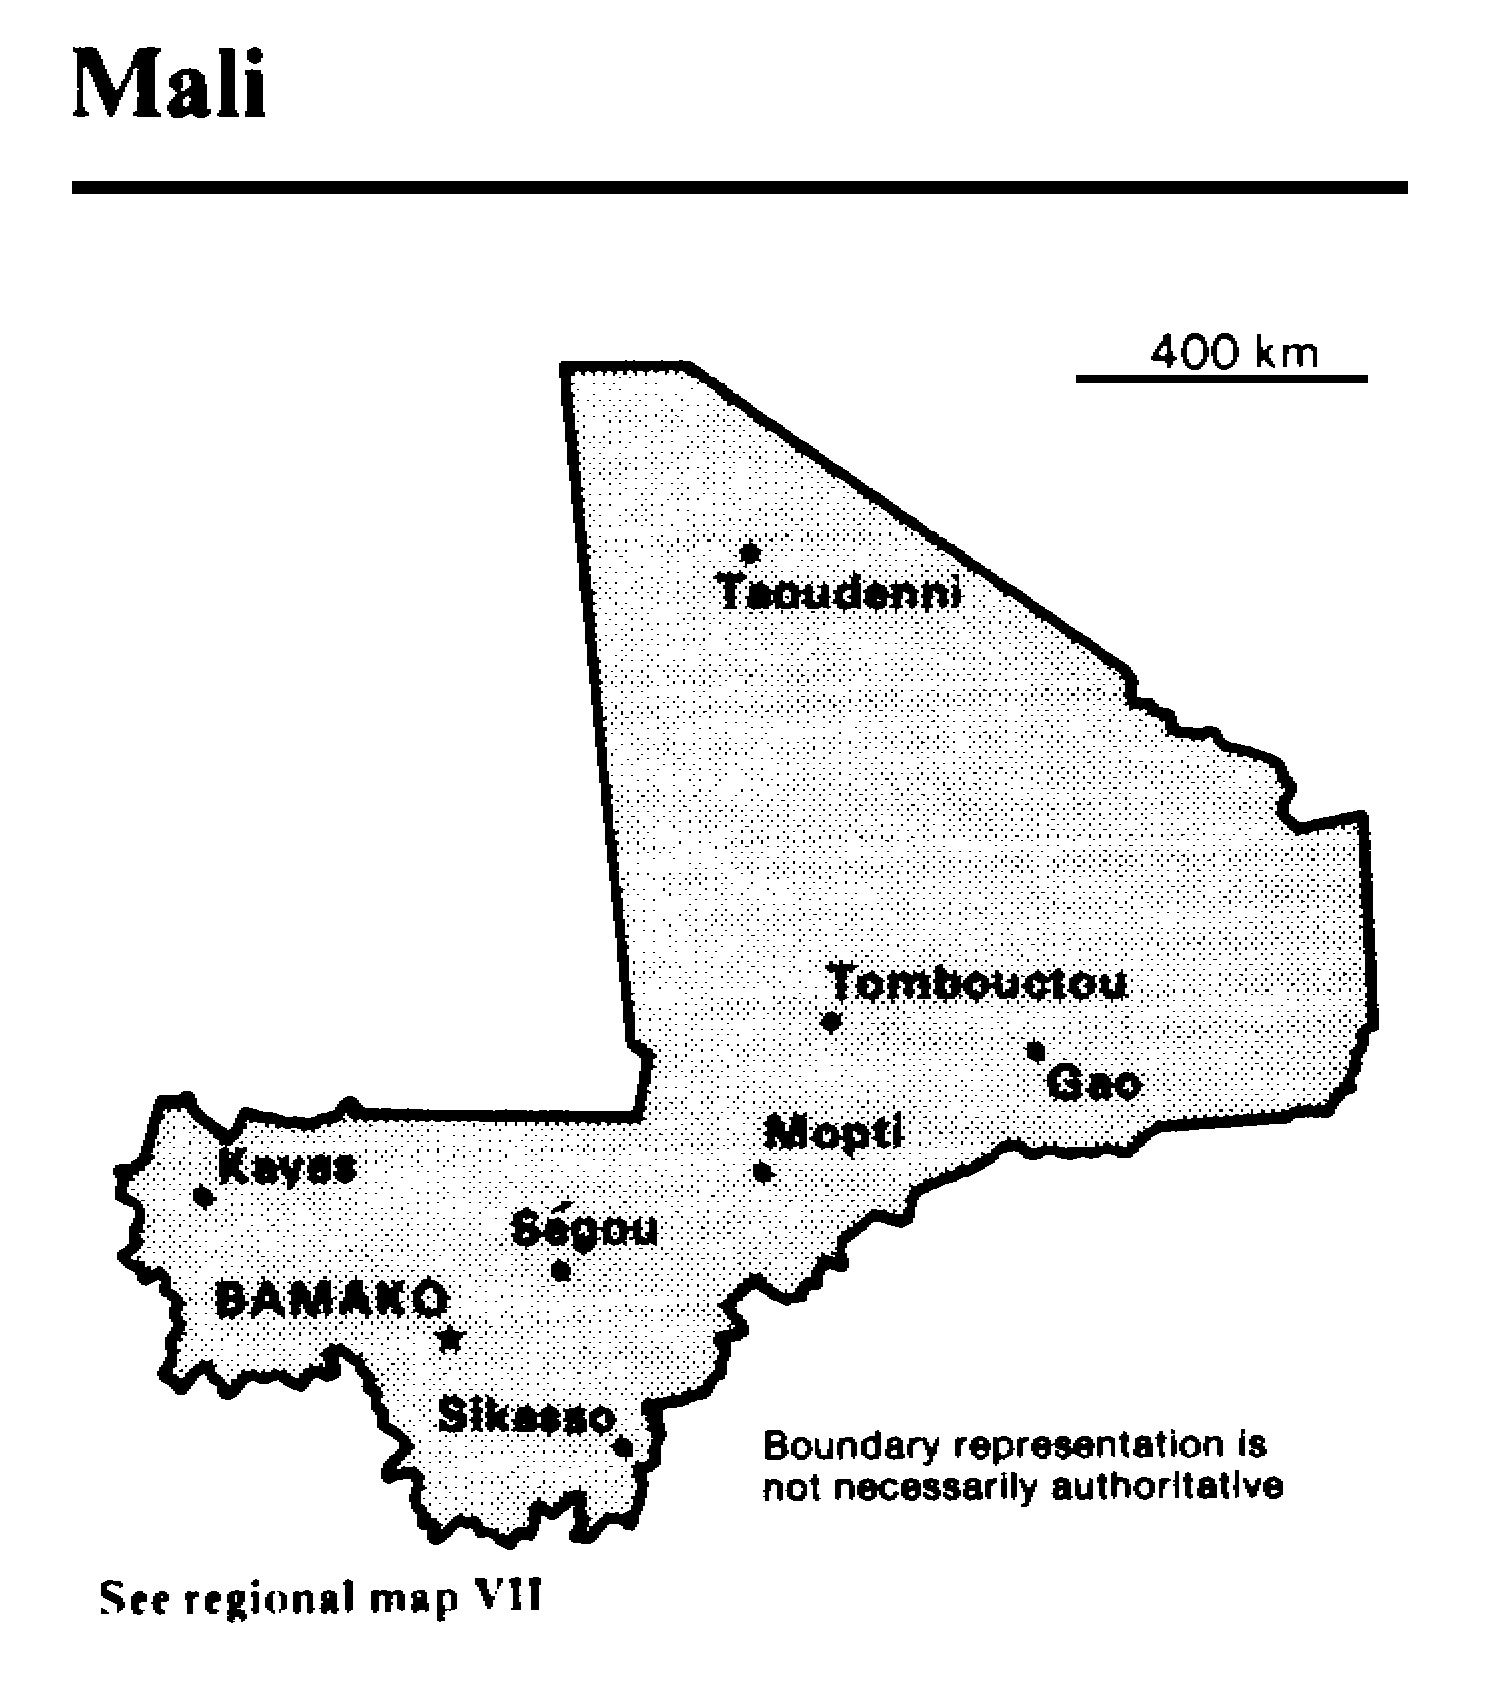 Mali
400 km
Taoudenni
Tombouctou
Gao
Mopti
Kayes
Ségou
BAMAKO
Sikasso
Boundary representation is
not necessarily authoritative
See regional map VII